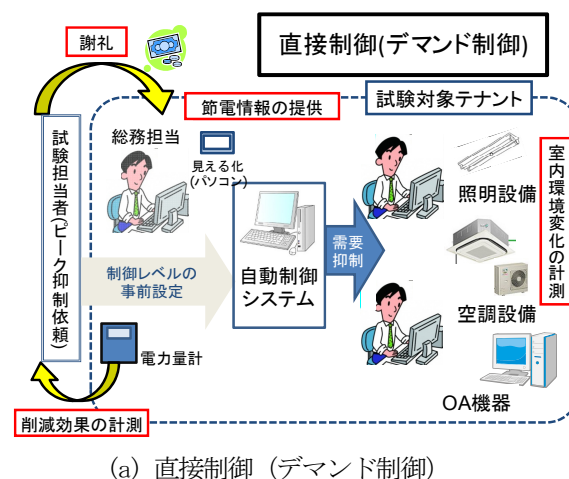 謝礼
直接制御(デマンド制御)
節電情報の提供
試験対象テナント
総務担当
見える化
(パソコン)
試験担当者(ピーク抑制依頼)
照明設備
室内環境変化の計測
制御レベルの
事前設定
自動制御
システム
需要
抑制
空調設備
電力量計
OA機器
削減効果の計測
(a) 直接制御（デマンド制御）